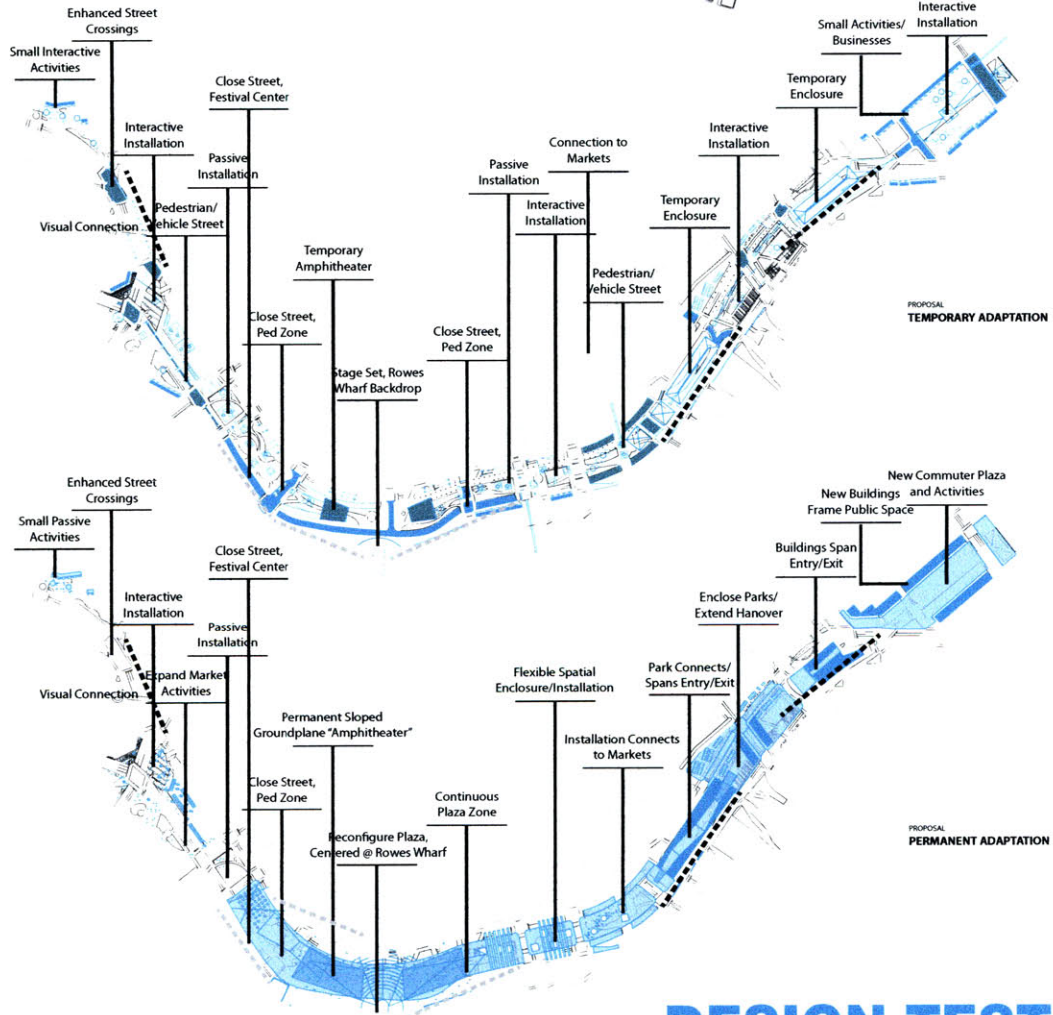 Enhanced Street
Crossings
Small Interactive
Activities
Close Street,
Festival Center
Interactive
Installation
Passive
Installation
Visual Connection
Pedestrian/
Vehicle Street
Temporary
Amphitheater
Close Street,
Ped Zone
Stage Set, Rowes
Wharf Backdrop
Close Street,
Ped Zone
Passive
Installation
Interactive
Installation
Connection to
Markets
Pedestrian/
Vehicle Street
Temporary
Enclosure
Interactive
Installation
Temporary
Enclosure
Small Activities/
Businesses
Interactive
Installation
PROPOSAL
TEMPORARY ADAPTATION
Enhanced Street
Crossings
Small Passive
Activities
Close Street,
Festival Center
Interactive
Installation
Passive
Installation
Visual Connection
Expand Market
Activities
Permanent Sloped
Groundplane "Amphitheater"
Close Street,
Ped Zone
Reconfigure Plaza,
Centered @ Rowes Wharf
Continuous
Plaza Zone
Flexible Spatial
Enclosure/Installation
Installation Connects
to Markets
Park Connects/
Spans Entry/Exit
Enclose Parks/
Extend Hanover
Buildings Span
Entry/Exit
New Buildings
Frame Public Space
New Commuter Plaza
and Activities
PROPOSAL
PERMANENT ADAPTATION
DESIGN TEST